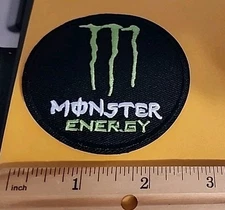 MONSTER
ENERGY
inch 1 2 3